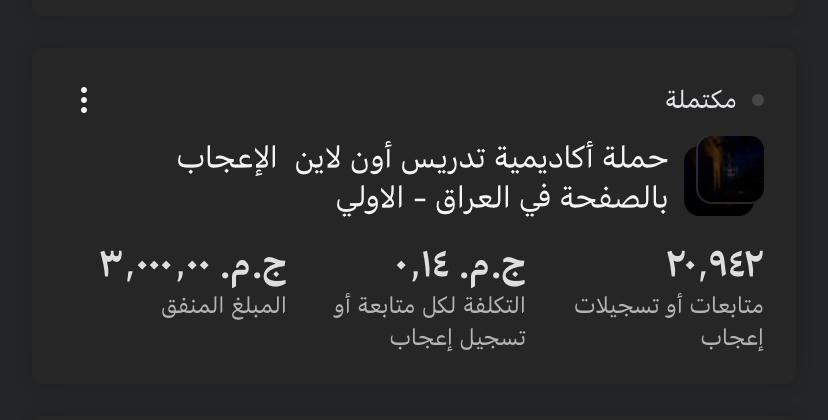 مكتملة
حملة أكاديمية تدريس أون لاين الإعجاب
بالصفحة في العراق - الاولي
٢٠,٩٤٢
ج.م. ٠,١٤
ج.م. ٣,٠٠٠,٠٠
متابعات أو تسجيلات
إعجاب
التكلفة لكل متابعة أو
تسجيل إعجاب
المبلغ المنفق